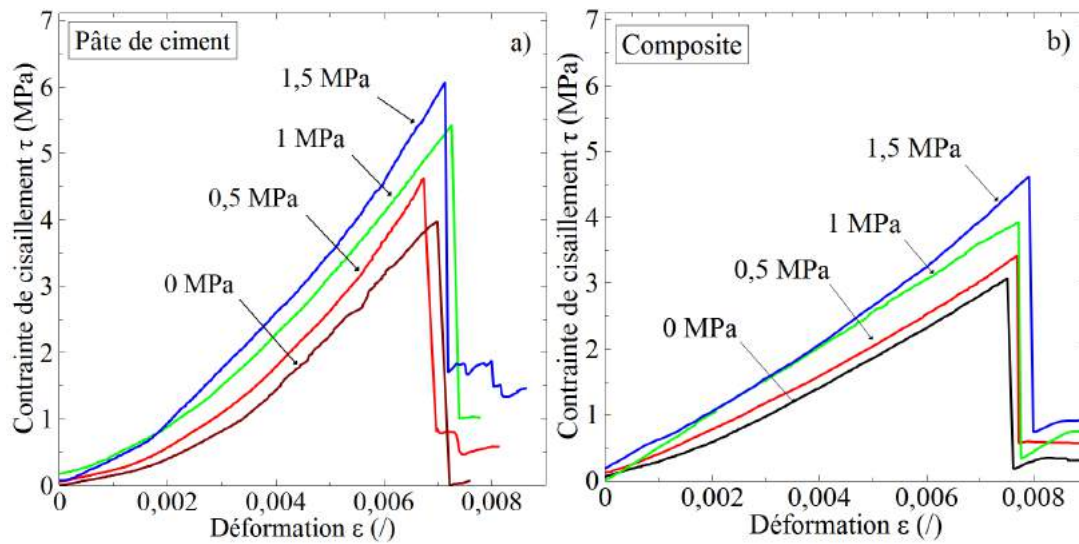 Pâte de ciment
a)
Contrainte de cisaillement τ (MPa)
7
6
5
4
3
2
1
0
1,5 MPa
1 MPa
0,5 MPa
0 MPa
0
0,002
0,004
0,006
0,008
Déformation ε (/)
Composite
b)
Contrainte de cisaillement τ (MPa)
7
6
5
4
3
2
1
0
1,5 MPa
1 MPa
0,5 MPa
0 MPa
0
0,002
0,004
0,006
0,008
Déformation ε (/)